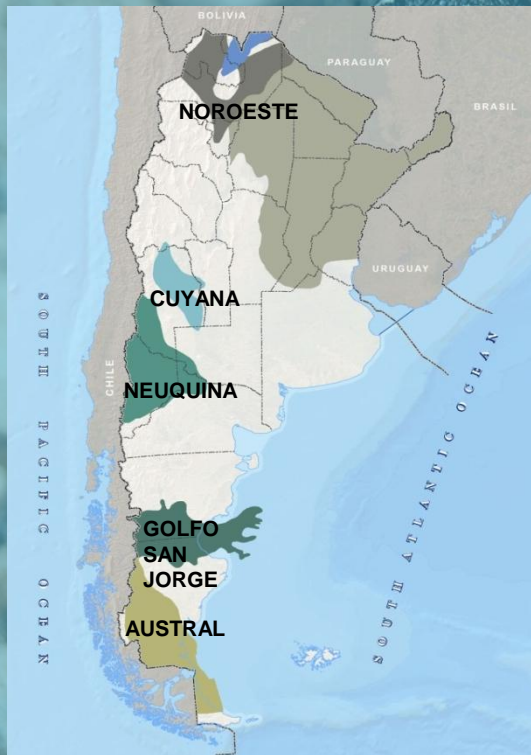 BOLIVIA
PARAGUAY
BRASIL
NOROESTE
URUGUAY
CUYANA
CHILE
NEUQUINA
SOUTH PACIFIC OCEAN
SOUTH ATLANTIC OCEAN
GOLFO
SAN
JORGE
AUSTRAL